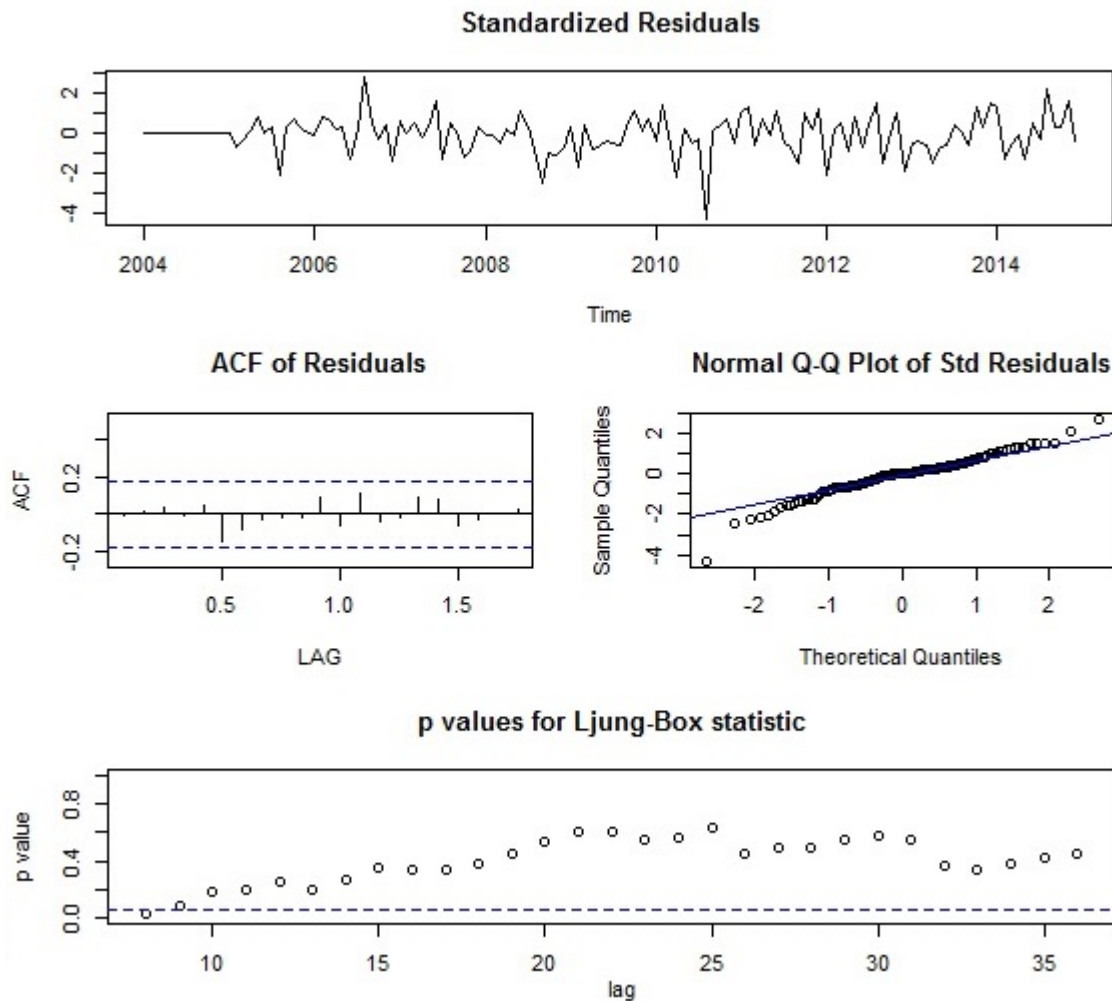 Standardized Residuals
2
0
-2
-4
2004 2006 2008 2010 2012 2014
Time
ACF of Residuals
ACF
0.2
-0.2
0.5 1.0 1.5
LAG
Normal Q-Q Plot of Std Residuals
Sample Quantiles
2
0
-2
-4
-2 -1 0 1 2
Theoretical Quantiles
p values for Ljung-Box statistic
p value
0.8
0.4
0.0
10 15 20 25 30 35
lag